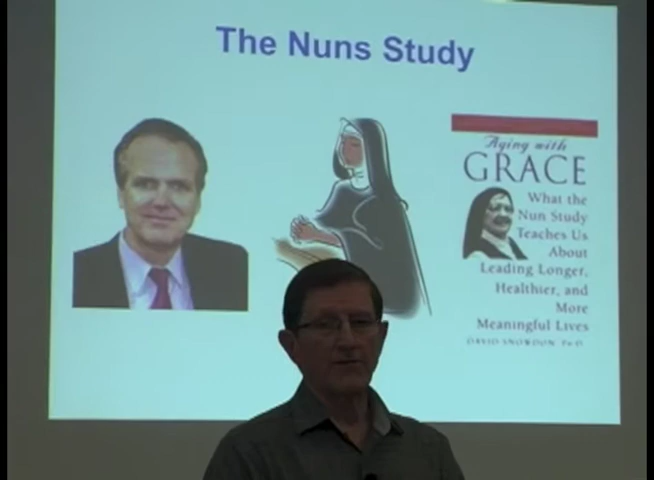 The Nuns Study
Aging with
GRACE
What the
Nun Study
Teaches Us
About
Leading Longer,
Healthier, and
More
Meaningful Lives
DAVID SNOWDON, Ph.D.